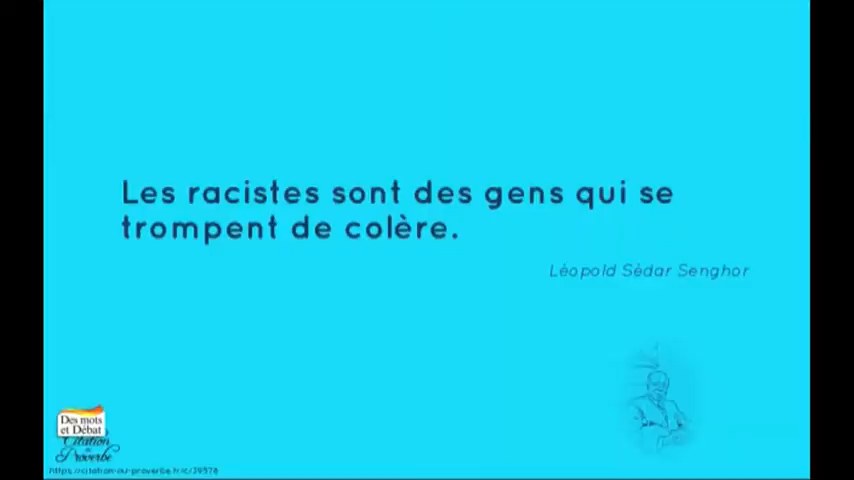 Les racistes sont des gens qui se
trompent de colère.
Léopold Sédar Senghor
Des mots
et Débat
Citation
Proverbe